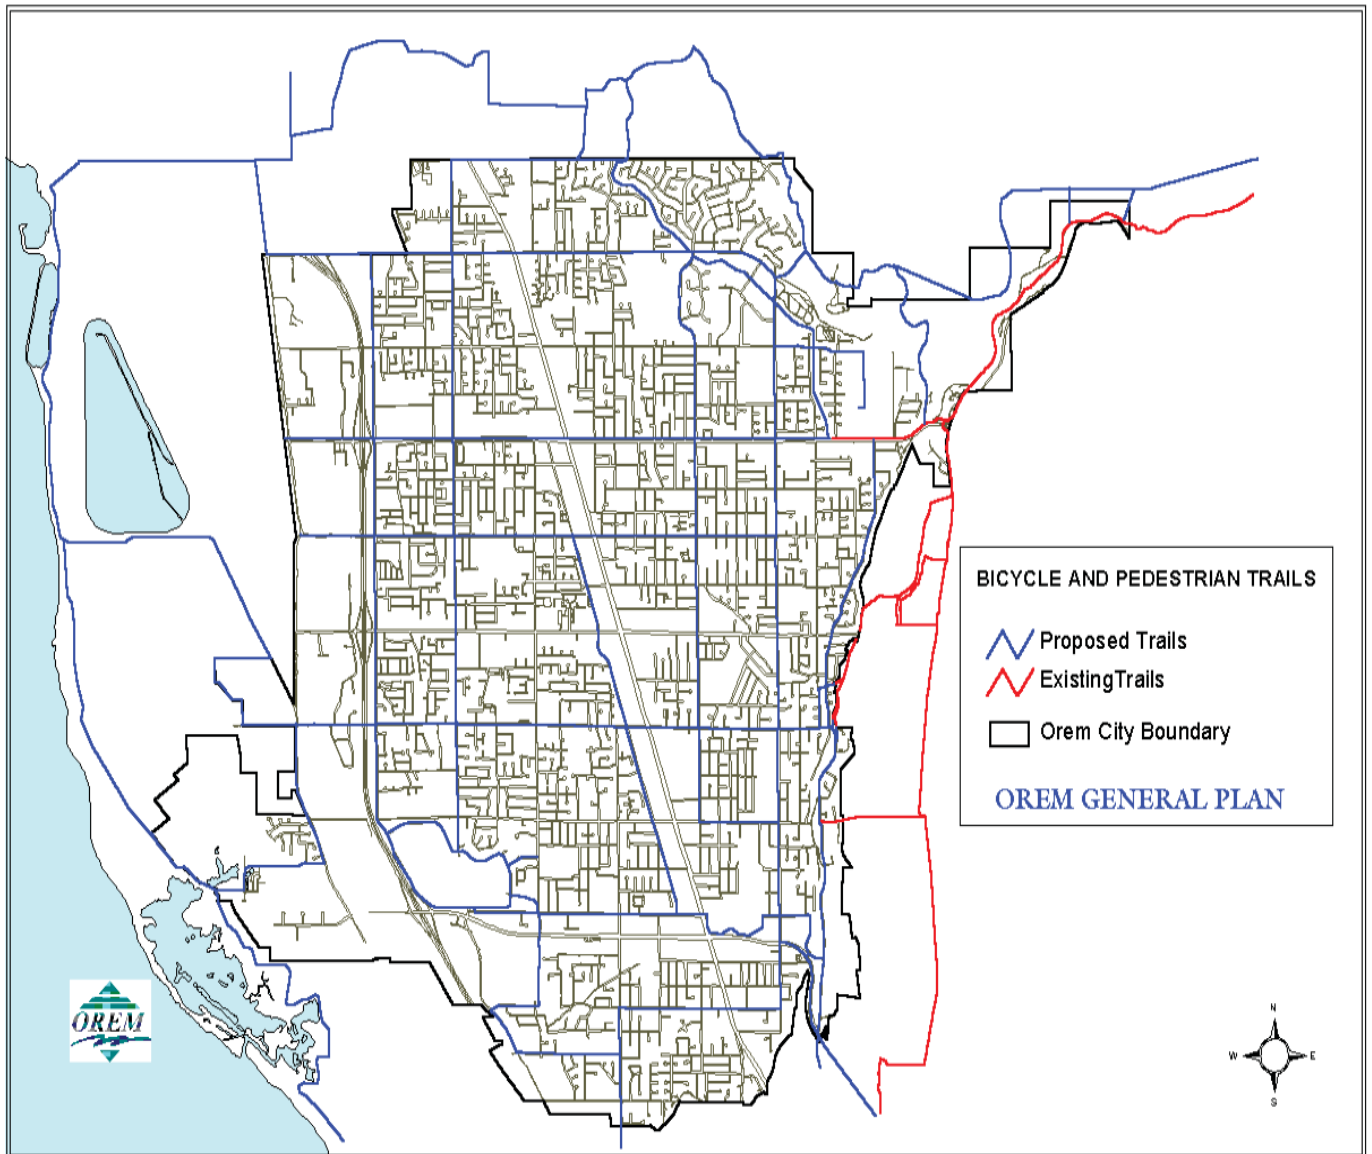 BICYCLE AND PEDESTRIAN TRAILS
Proposed Trails
ExistingTrails
Orem City Boundary
OREM GENERAL PLAN
OREM
N
W E
S